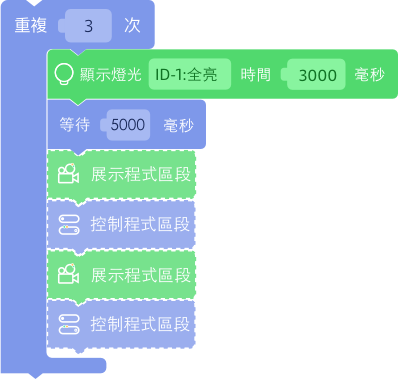 重複 3 次
顯示燈光 ID-1:全亮 時間 3000 毫秒
等待 5000 毫秒
展示程式區段
控制程式區段
展示程式區段
控制程式區段